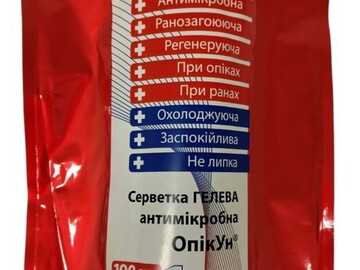 Антимікробна
Ранозагоююча
Регенеруюча
При опіках
При ранах
Охолоджуюча
Заспокійлива
Не липка
Серветка ГЕЛЕВА
антимікробна
ОпікУн®